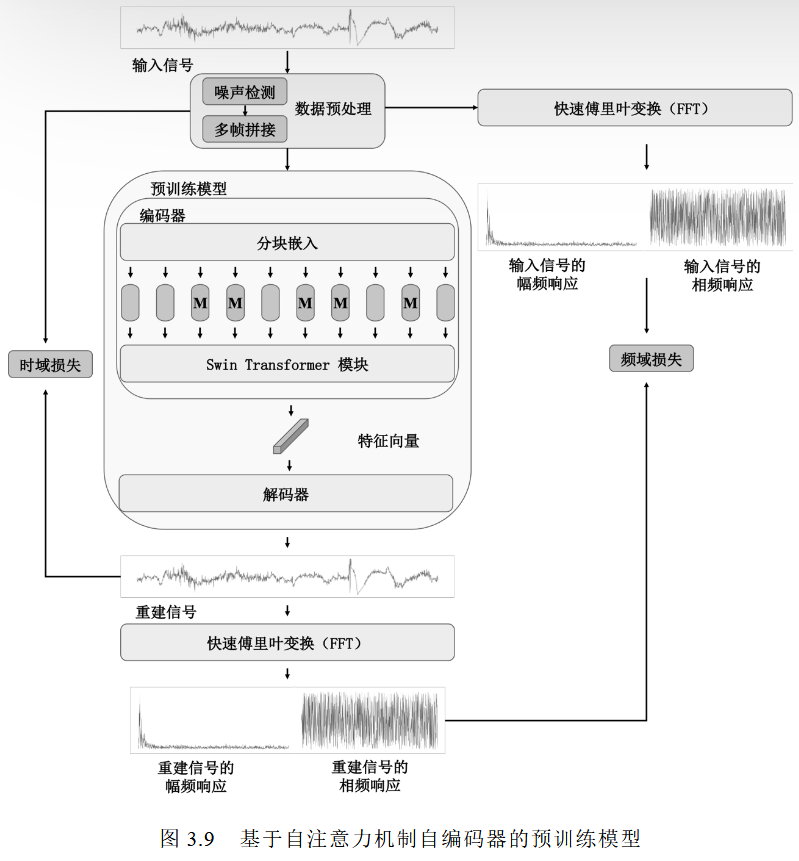 输入信号
噪声检测
多帧拼接
数据预处理
快速傅里叶变换（FFT）
输入信号的
幅频响应
输入信号的
相频响应
预训练模型
编码器
分块嵌入
M M M M M
Swin Transformer 模块
时域损失
频域损失
特征向量
解码器
重建信号
快速傅里叶变换（FFT）
重建信号的
幅频响应
重建信号的
相频响应
图 3.9 基于自注意力机制自编码器的预训练模型